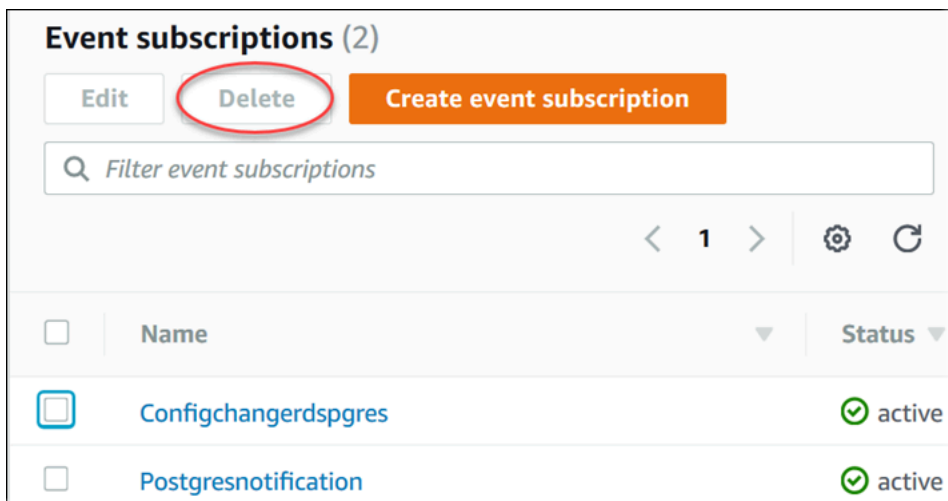 Event subscriptions (2)
Edit Delete Create event subscription
Filter event subscriptions
1
Name Status
Configchangerdspgres active
Postgresnotification active